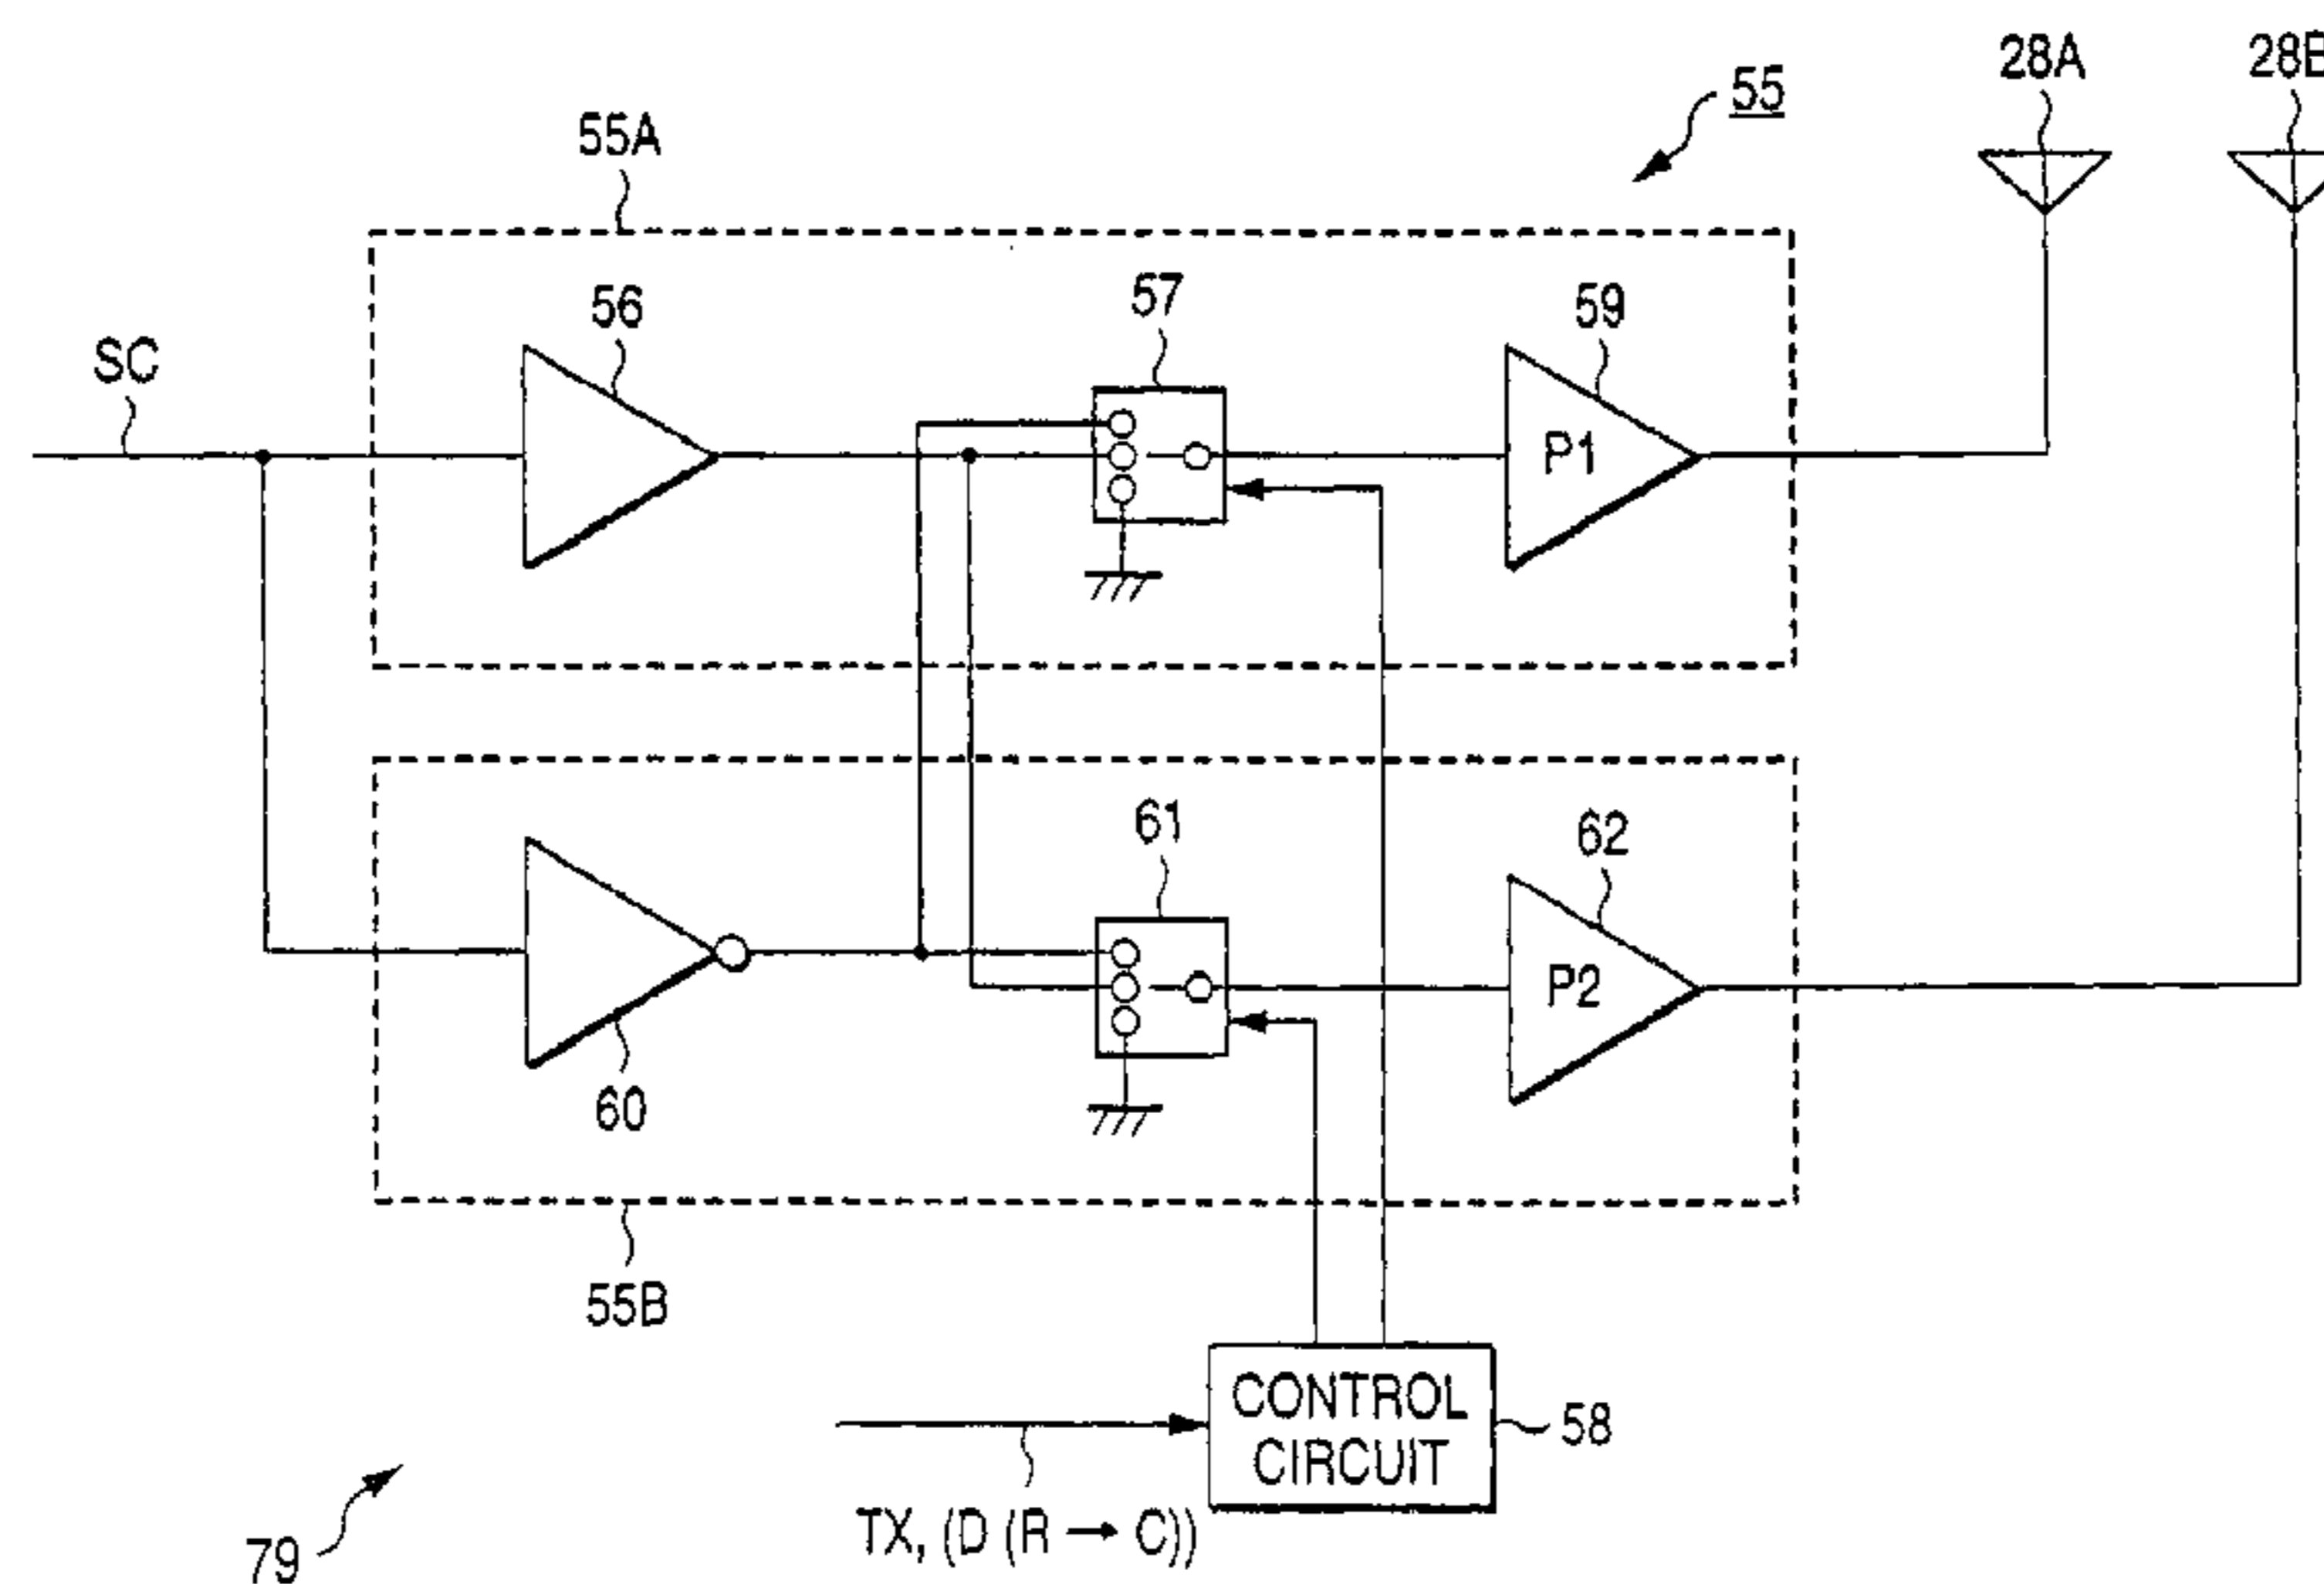 28A
28B
55
55A
57
56
59
SC
P1
61
62
P2
60
55B
CONTROL
CIRCUIT
58
TX, (D (R → C))
79